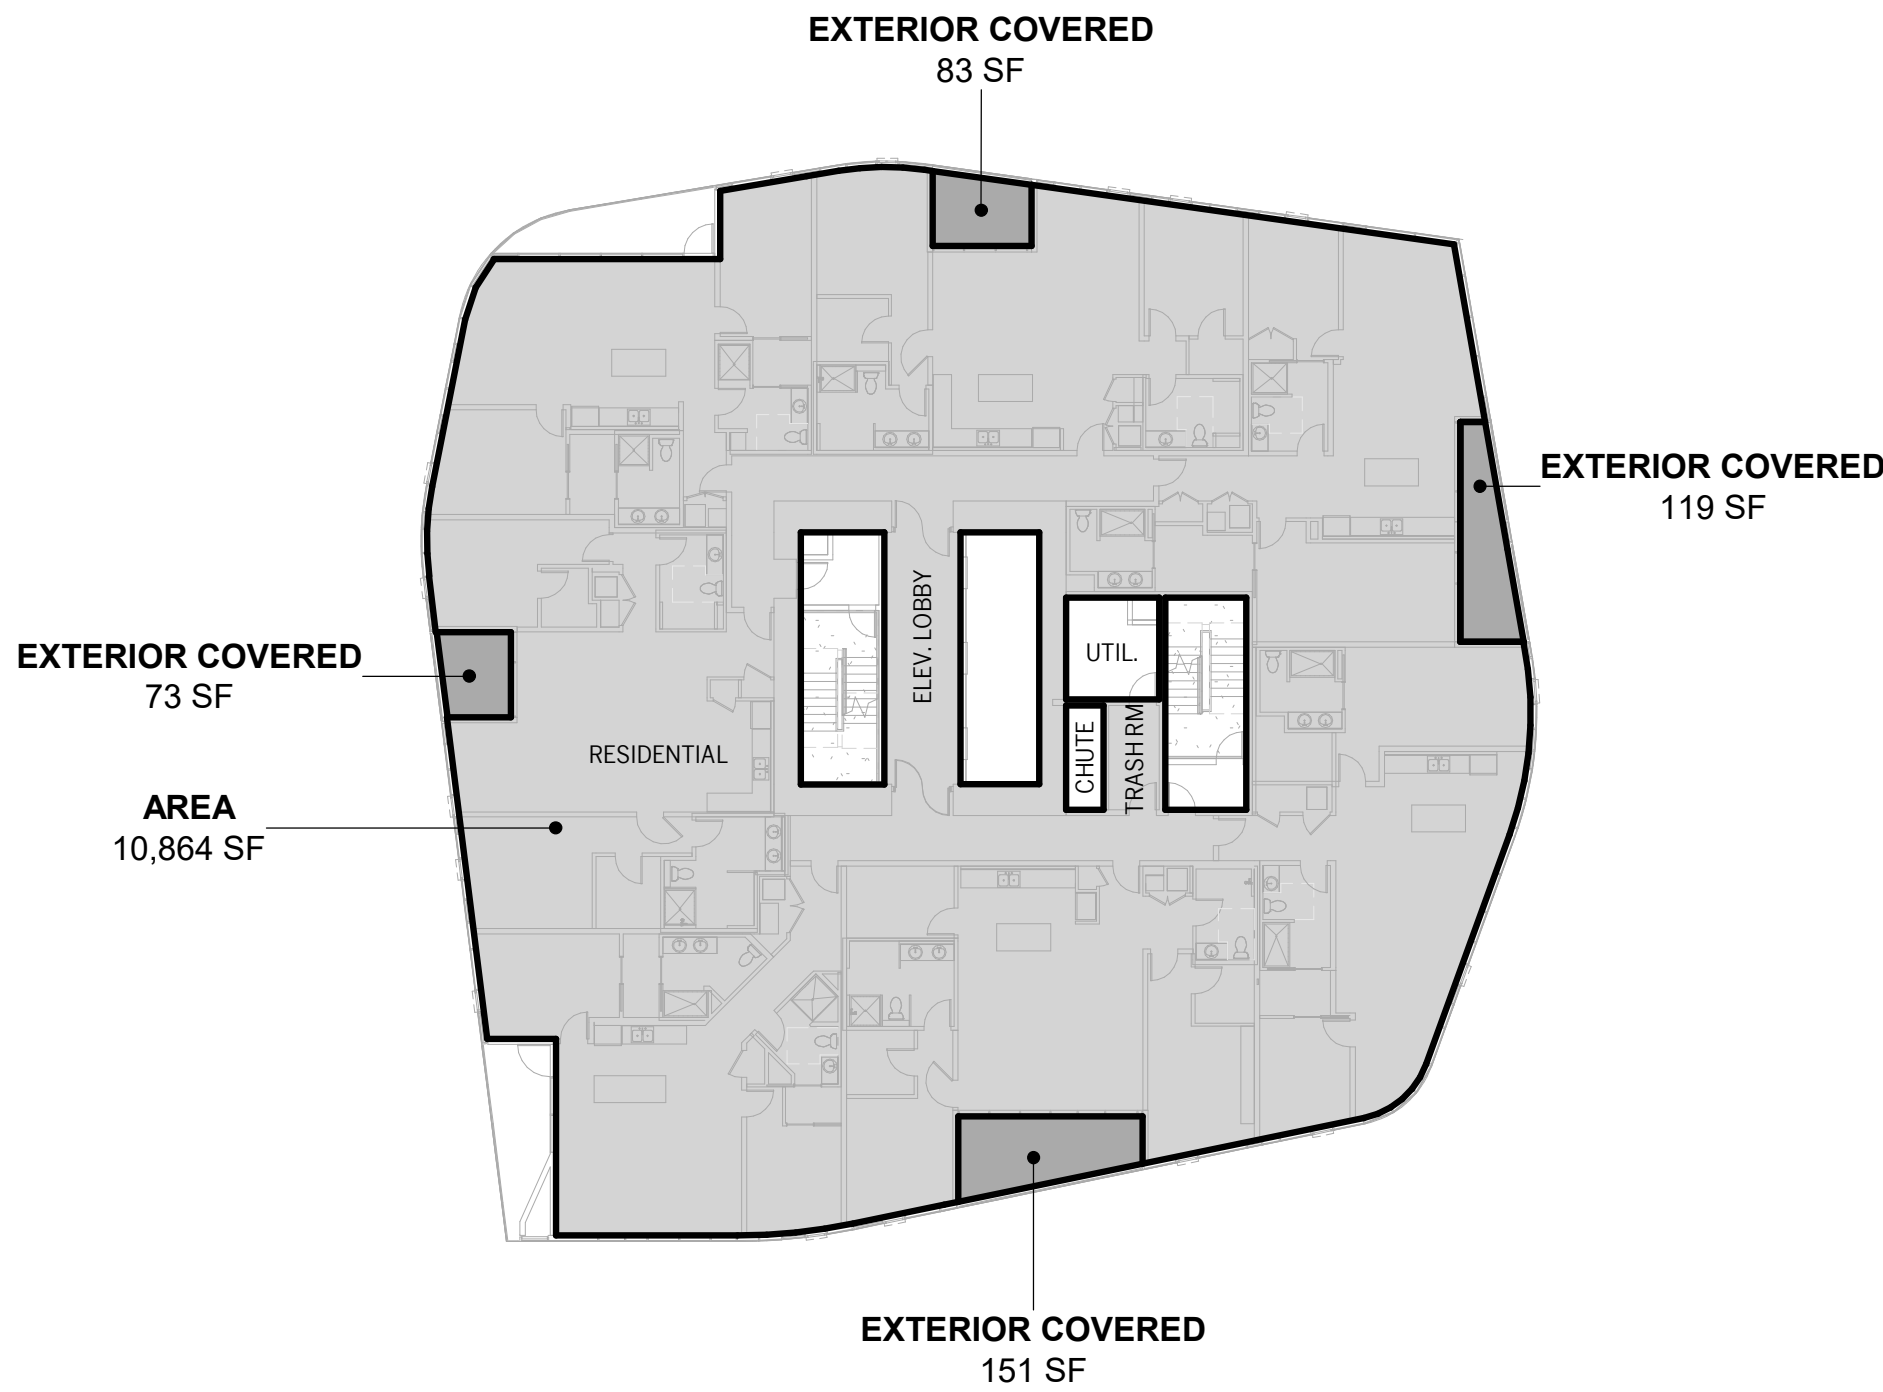 EXTERIOR COVERED
83 SF
EXTERIOR COVERED
119 SF
ELEV. LOBBY
UTIL.
EXTERIOR COVERED
73 SF
CHUTE
TRASH RM
RESIDENTIAL
AREA
10,864 SF
EXTERIOR COVERED
151 SF